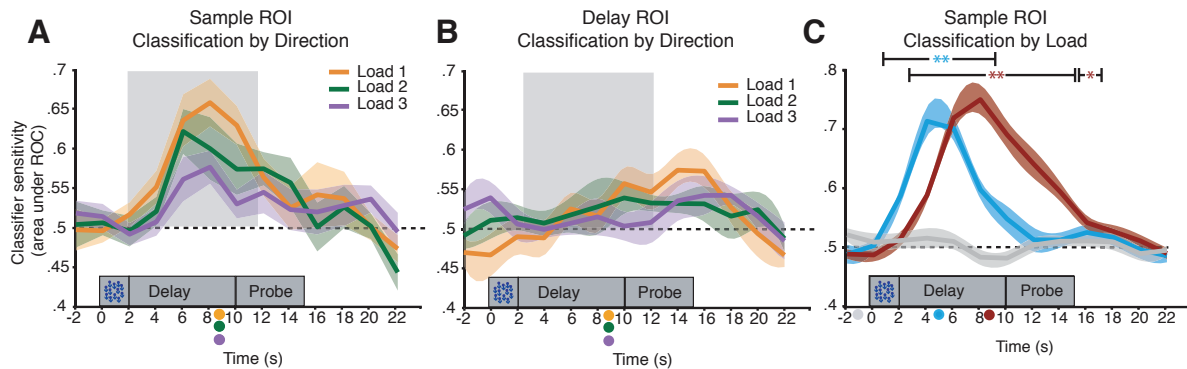 A
Sample ROI
Classification by Direction
Classifier sensitivity
(area under ROC)
.7
.65
.6
.55
.5
.45
.4
Load 1
Load 2
Load 3
Delay
Probe
-2 0 2 4 6 8 10 12 14 16 18 20 22
Time (s)
B
Delay ROI
Classification by Direction
.7
.65
.6
.55
.5
.45
.4
Load 1
Load 2
Load 3
Delay
Probe
-2 0 2 4 6 8 10 12 14 16 18 20 22
Time (s)
C
Sample ROI
Classification by Load
**
** *
.8
.7
.6
.5
.4
Delay
Probe
-2 0 2 4 6 8 10 12 14 16 18 20 22
Time (s)